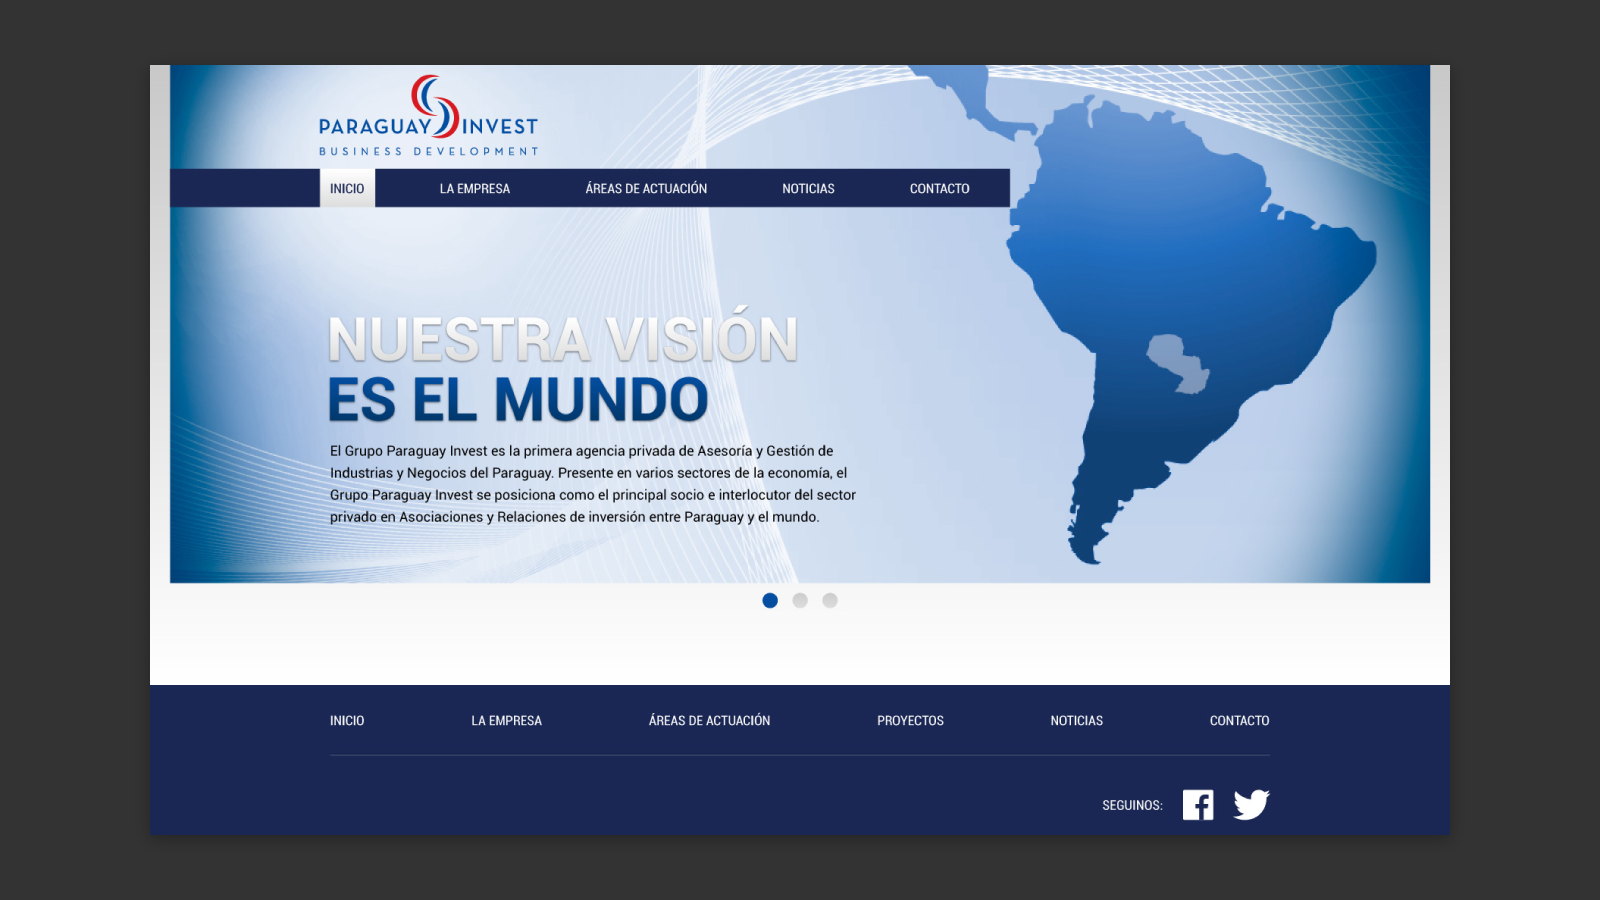 PARAGUAY INVEST
BUSINESS DEVELOPMENT
INICIO LA EMPRESA ÁREAS DE ACTUACIÓN NOTICIAS CONTACTO
NUESTRA VISIÓN
ES EL MUNDO
El Grupo Paraguay Invest es la primera agencia privada de Asesoría y Gestión de
Industrias y Negocios del Paraguay. Presente en varios sectores de la economía, el
Grupo Paraguay Invest se posiciona como el principal socio e interlocutor del sector
privado en Asociaciones y Relaciones de inversión entre Paraguay y el mundo.
INICIO LA EMPRESA ÁREAS DE ACTUACIÓN PROYECTOS NOTICIAS CONTACTO
SEGUINOS: